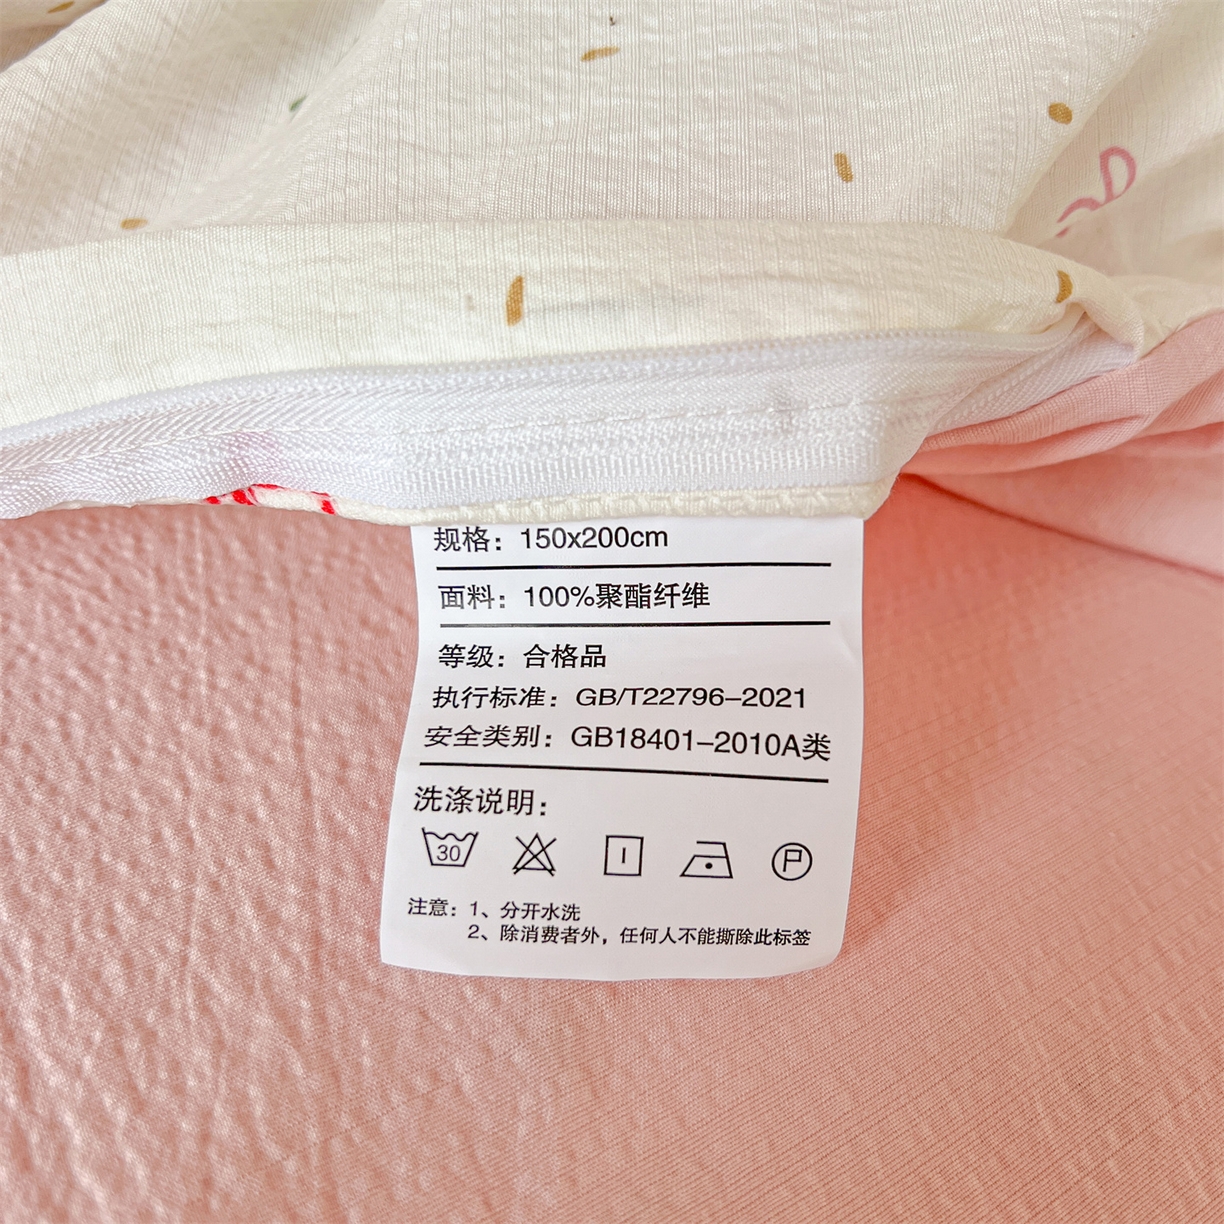 规格：150x200cm
面料：100%聚酯纤维
等级：合格品
执行标准：GB/T22796-2021
安全类别：GB18401-2010A类
洗涤说明：
30 P
注意：1、分开水洗
2、除消费者外，任何人不能撕除此标签